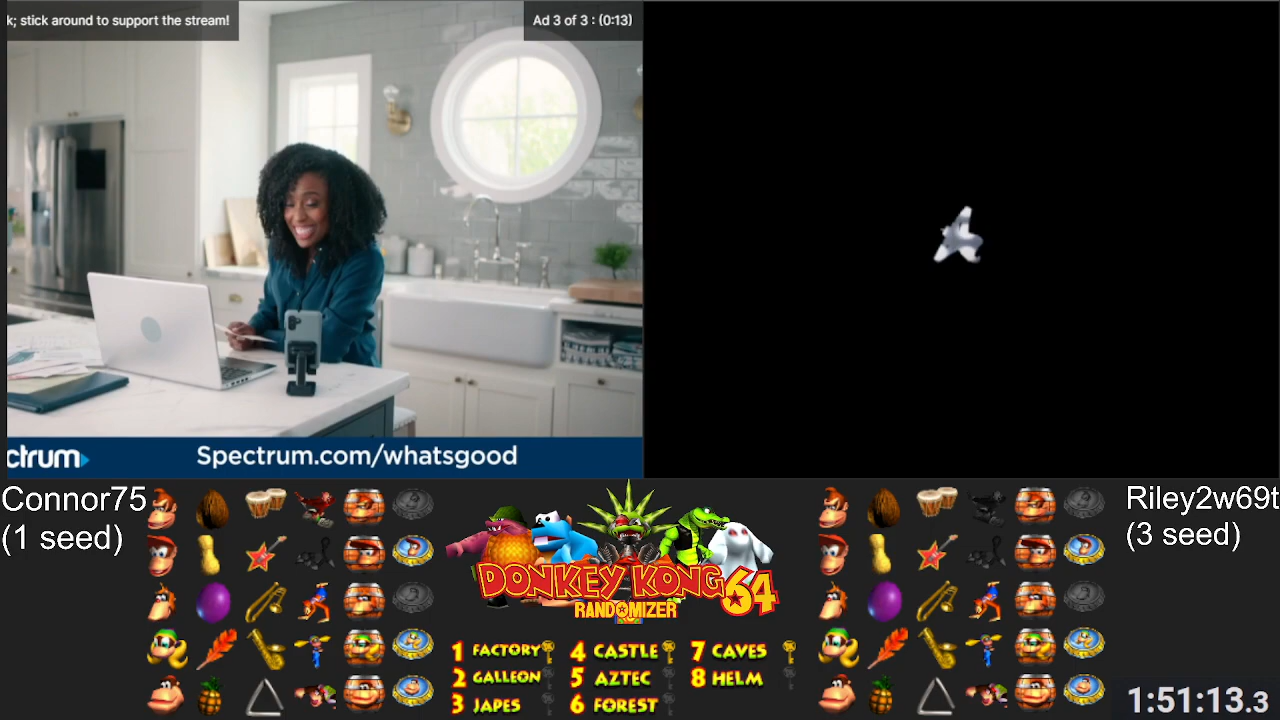 k; stick around to support the stream!
Ad 3 of 3 : (0:13)
ctrum
Spectrum.com/whatsgood
Connor75
(1 seed)
Riley2w69t
(3 seed)
DONKEY KONG 64
RANDOMIZER
1 FACTORY
4 CASTLE
7 CAVES
2 GALLEON
5 AZTEC
8 HELM
3 JAPES
6 FOREST
1:51:13.3